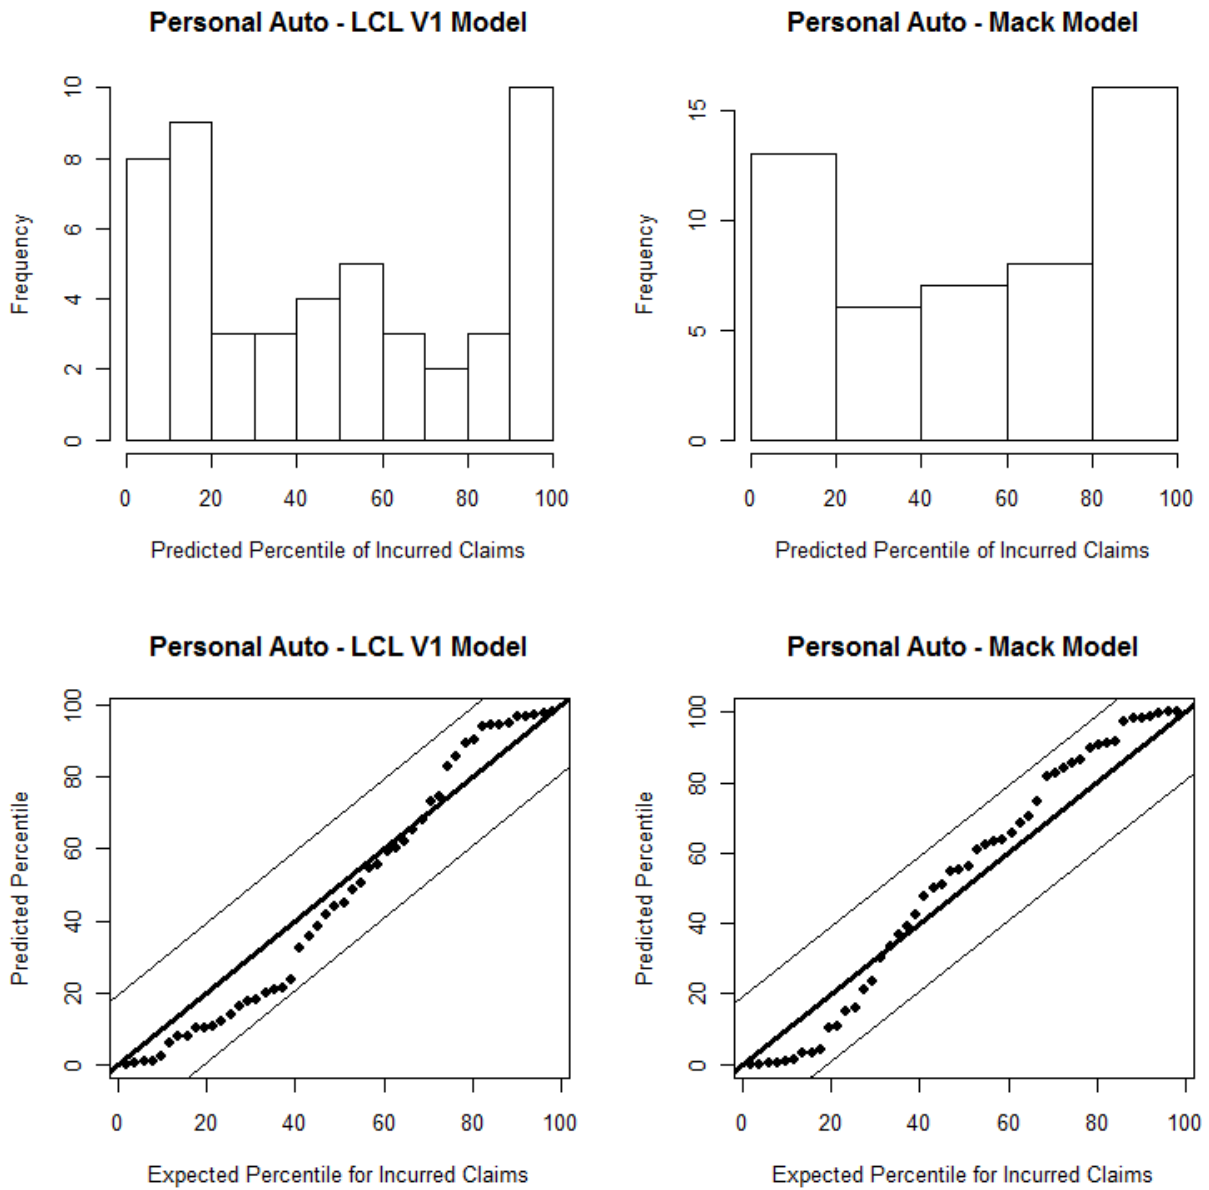 Personal Auto - LCL V1 Model
Frequency
10
8
6
4
2
0
0 20 40 60 80 100
Predicted Percentile of Incurred Claims
Personal Auto - Mack Model
Frequency
15
10
5
0
0 20 40 60 80 100
Predicted Percentile of Incurred Claims
Personal Auto - LCL V1 Model
Predicted Percentile
100
80
60
40
20
0
0 20 40 60 80 100
Expected Percentile for Incurred Claims
Personal Auto - Mack Model
Predicted Percentile
100
80
60
40
20
0
0 20 40 60 80 100
Expected Percentile for Incurred Claims